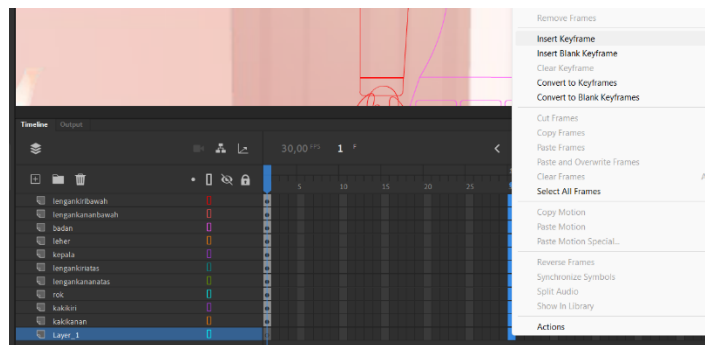 Remove Frames
Insert Keyframe
Insert Blank Keyframe
Clear Keyframe
Convert to Keyframes
Convert to Blank Keyframes
Cut Frames
Copy Frames
Paste Frames
Paste and Overwrite Frames
Clear Frames A
Select All Frames
Copy Motion
Paste Motion
Paste Motion Special...
Reverse Frames
Synchronize Symbols
Split Audio
Show In Library
Actions
Timeline Output
30,00 FPS 1 F
5 10 15 20 25
lengankiribawah
lengankananbawah
badan
leher
kepala
lengankiriatas
lengankananatas
rok
kakikiri
kakikanan
Layer_1